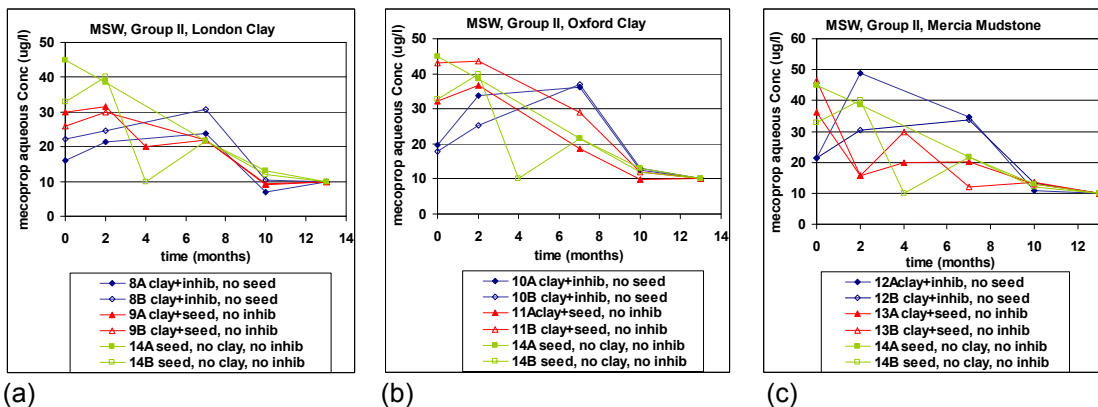 MSW, Group II, London Clay
mecoprop aqueous Conc (ug/l)
50
40
30
20
10
0
0 2 4 6 8 10 12 14
time (months)
8A clay+inhib, no seed
8B clay+inhib, no seed
9A clay+seed, no inhib
9B clay+seed, no inhib
14A seed, no clay, no inhib
14B seed, no clay, no inhib
(a)
MSW, Group II, Oxford Clay
mecoprop aqueous Conc (ug/l)
50
40
30
20
10
0
0 2 4 6 8 10 12 14
time (months)
10A clay+inhib, no seed
10B clay+inhib, no seed
11Aclay+seed, no inhib
11B clay+seed, no inhib
14A seed, no clay, no inhib
14B seed, no clay, no inhib
(b)
MSW, Group II, Mercia Mudstone
mecoprop aqueous Conc (ug/l)
60
50
40
30
20
10
0
0 2 4 6 8 10 12
time (months)
12Aclay+inhib, no seed
12B clay+inhib, no seed
13A clay+seed, no inhib
13B clay+seed, no inhib
14A seed, no clay, no inhib
14B seed, no clay, no inhib
(c)